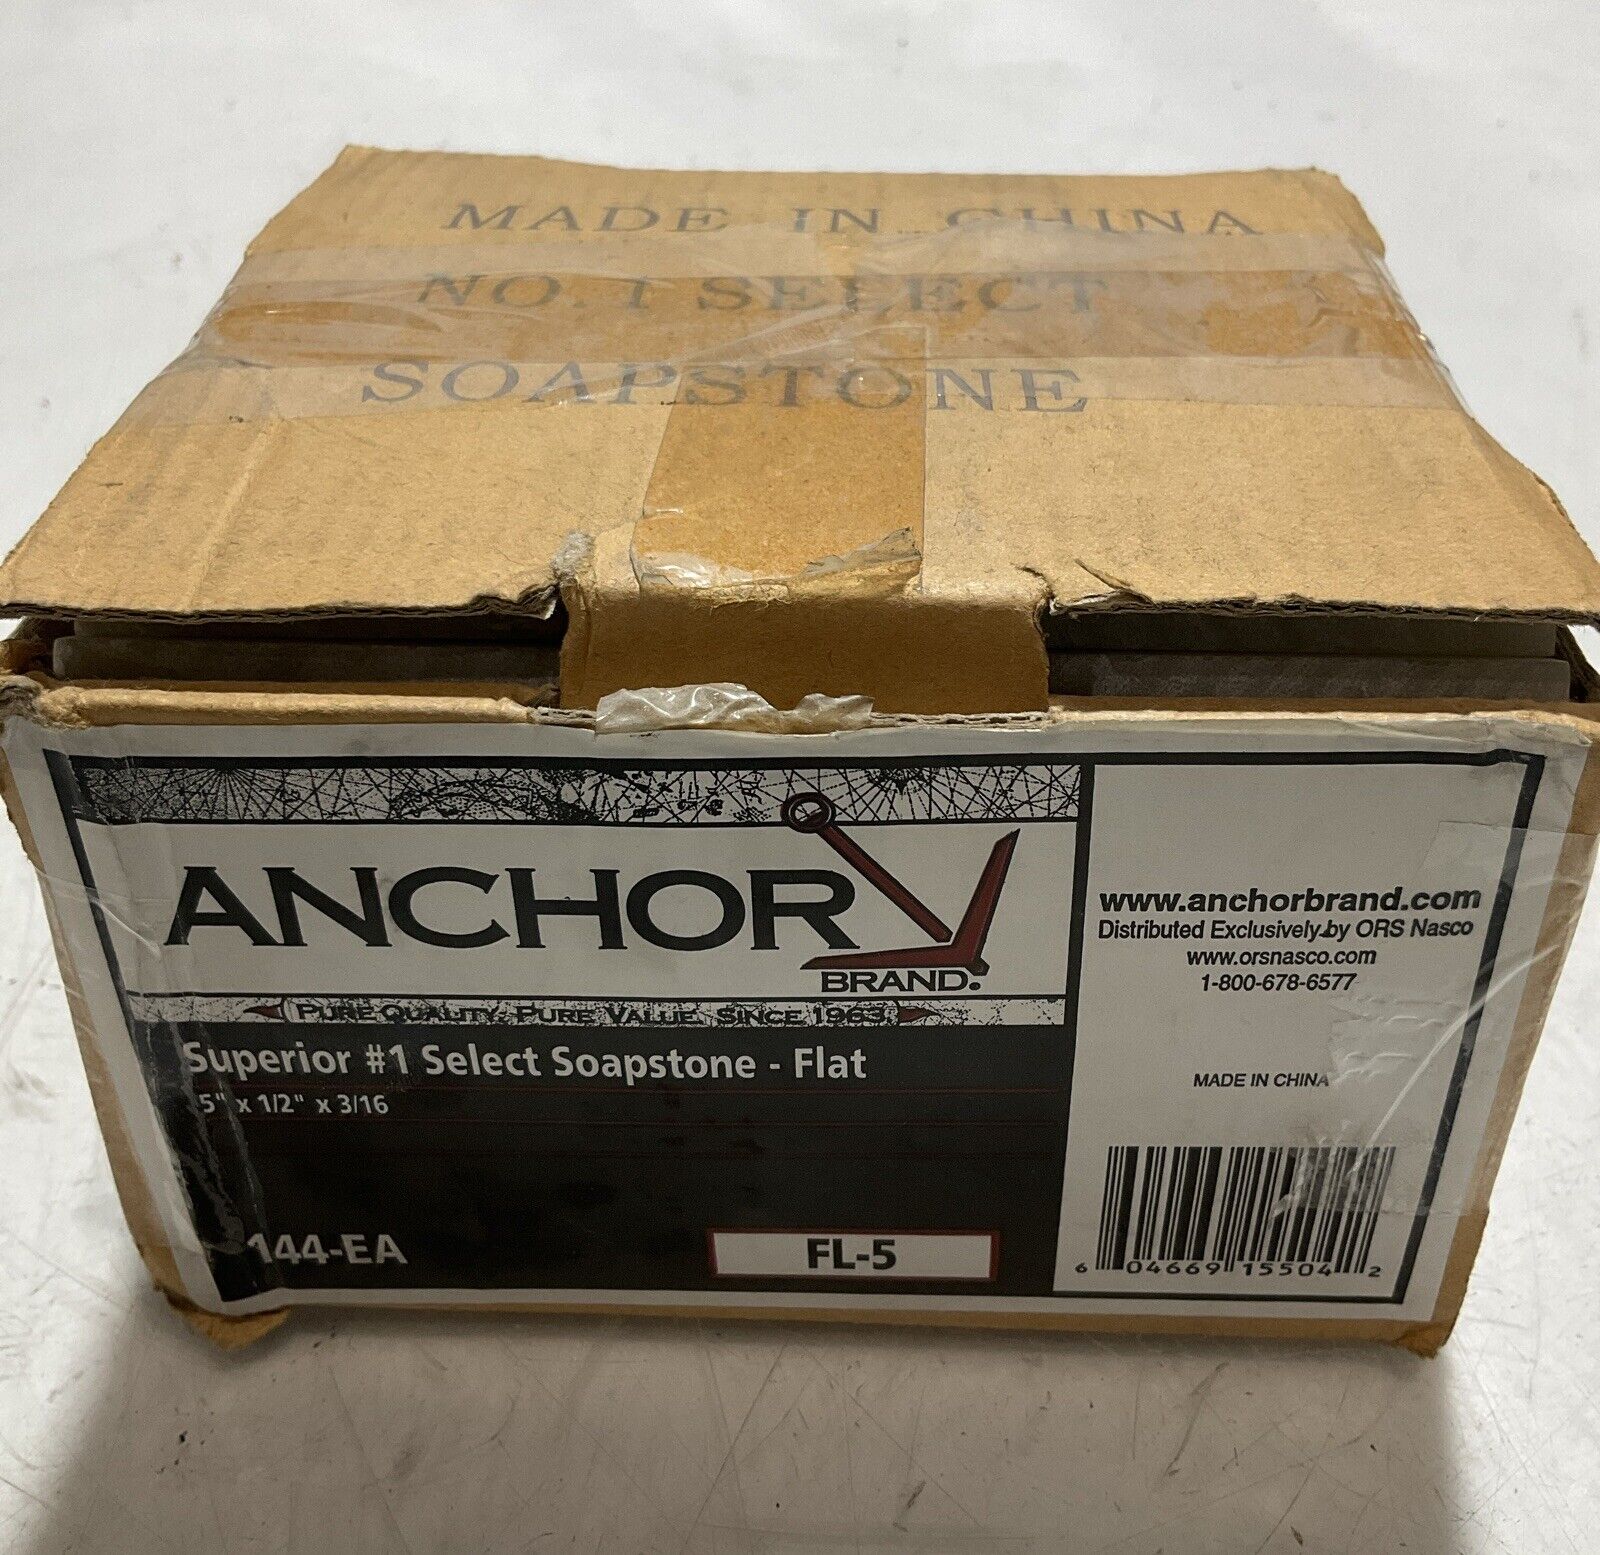 MADE IN CHINA
NO.1 SELECT
SOAPSTONE
ANCHOR
BRAND.
PURE QUALITY, PURE VALUE, SINCE 1963
Superior #1 Select Soapstone - Flat
5" x 1/2" x 3/16
144-EA
FL-5
www.anchorbrand.com
Distributed Exclusively by ORS Nasco
www.orsnasco.com
1-800-678-6577
MADE IN CHINA
6 04669 15504 2